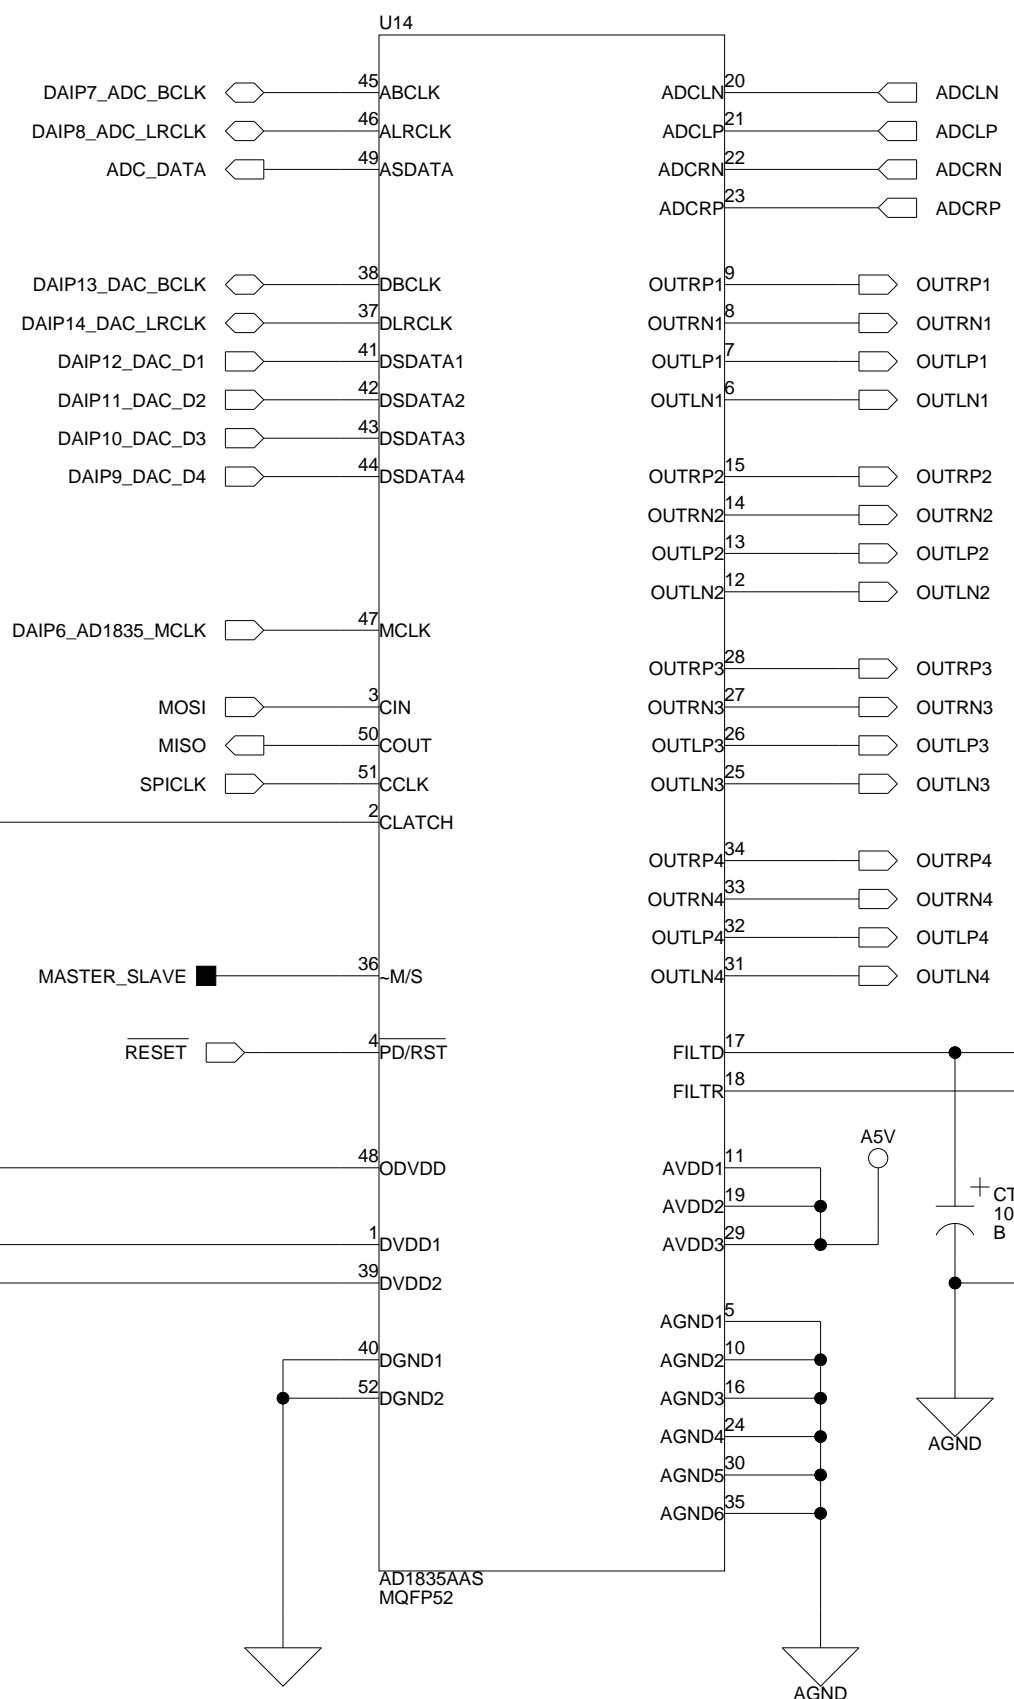 U14
DAIP7_ADC_BCLK 45 ABCLK ADCLN 20 ADCLN
DAIP8_ADC_LRCLK 46 ALRCLK ADCLP 21 ADCLP
ADC_DATA 49 ASDATA ADCRN 22 ADCRN
ADCRP 23 ADCRP
DAIP13_DAC_BCLK 38 DBCLK OUTRP1 9 OUTRP1
DAIP14_DAC_LRCLK 37 DLRCLK OUTRN1 8 OUTRN1
DAIP12_DAC_D1 41 DSDATA1 OUTLP1 7 OUTLP1
DAIP11_DAC_D2 42 DSDATA2 OUTLN1 6 OUTLN1
DAIP10_DAC_D3 43 DSDATA3
DAIP9_DAC_D4 44 DSDATA4 OUTRP2 15 OUTRP2
OUTRN2 14 OUTRN2
OUTLP2 13 OUTLP2
OUTLN2 12 OUTLN2
DAIP6_AD1835_MCLK 47 MCLK
OUTRP3 28 OUTRP3
MOSI 3 CIN OUTRN3 27 OUTRN3
MISO 50 COUT OUTLP3 26 OUTLP3
SPICLK 51 CCLK OUTLN3 25 OUTLN3
2 CLATCH
OUTRP4 34 OUTRP4
OUTRN4 33 OUTRN4
OUTLP4 32 OUTLP4
MASTER_SLAVE 36 ~M/S OUTLN4 31 OUTLN4
RESET 4 PD/RST FILTD 17
FILTR 18
A5V
48 ODVDD AVDD1 11
AVDD2 19
1 DVDD1 AVDD3 29
+ CT
10
B
39 DVDD2
AGND1 5
40 DGND1 AGND2 10
52 DGND2 AGND3 16
AGND4 24
AGND
AGND5 30
AGND6 35
AD1835AAS
MQFP52
AGND